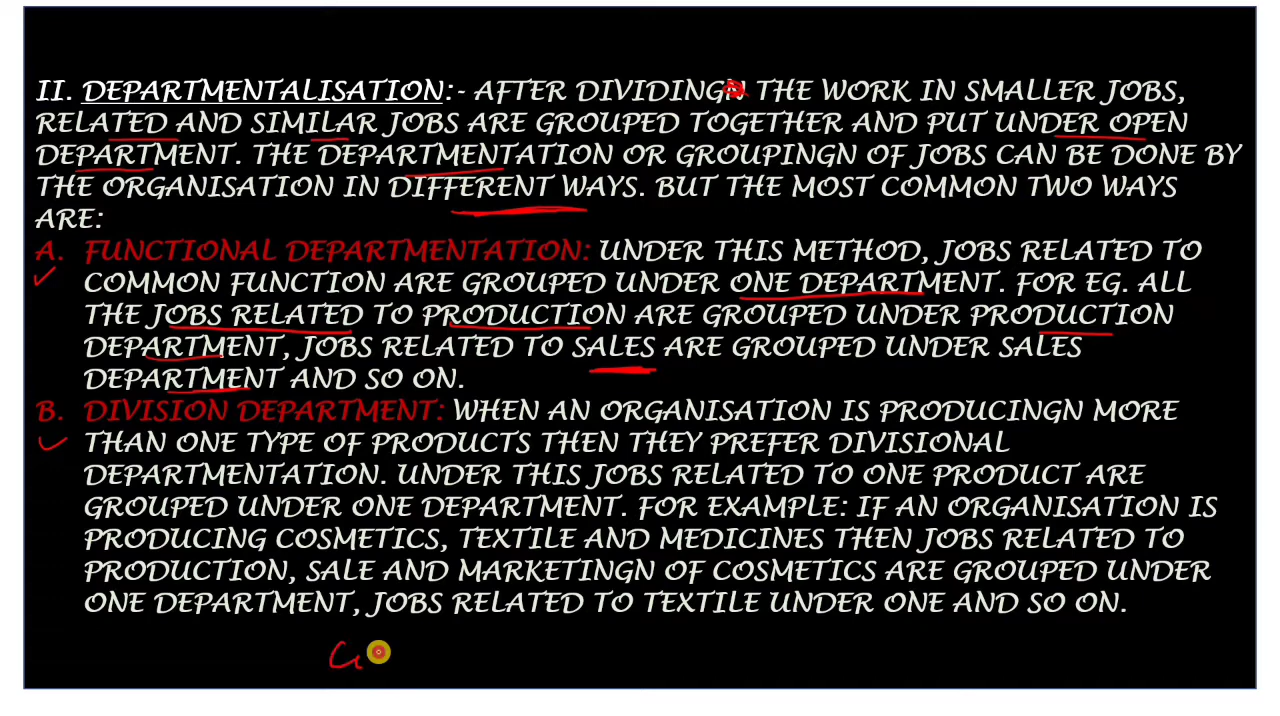 II. DEPARTMENTALISATION:- AFTER DIVIDINGN THE WORK IN SMALLER JOBS,
RELATED AND SIMILAR JOBS ARE GROUPED TOGETHER AND PUT UNDER OPEN
DEPARTMENT. THE DEPARTMENTATION OR GROUPINGN OF JOBS CAN BE DONE BY
THE ORGANISATION IN DIFFERENT WAYS. BUT THE MOST COMMON TWO WAYS
ARE:
A. FUNCTIONAL DEPARTMENTATION: UNDER THIS METHOD, JOBS RELATED TO
COMMON FUNCTION ARE GROUPED UNDER ONE DEPARTMENT. FOR EG. ALL
THE JOBS RELATED TO PRODUCTION ARE GROUPED UNDER PRODUCTION
DEPARTMENT, JOBS RELATED TO SALES ARE GROUPED UNDER SALES
DEPARTMENT AND SO ON.
B. DIVISION DEPARTMENT: WHEN AN ORGANISATION IS PRODUCINGN MORE
THAN ONE TYPE OF PRODUCTS THEN THEY PREFER DIVISIONAL
DEPARTMENTATION. UNDER THIS JOBS RELATED TO ONE PRODUCT ARE
GROUPED UNDER ONE DEPARTMENT. FOR EXAMPLE: IF AN ORGANISATION IS
PRODUCING COSMETICS, TEXTILE AND MEDICINES THEN JOBS RELATED TO
PRODUCTION, SALE AND MARKETINGN OF COSMETICS ARE GROUPED UNDER
ONE DEPARTMENT, JOBS RELATED TO TEXTILE UNDER ONE AND SO ON.